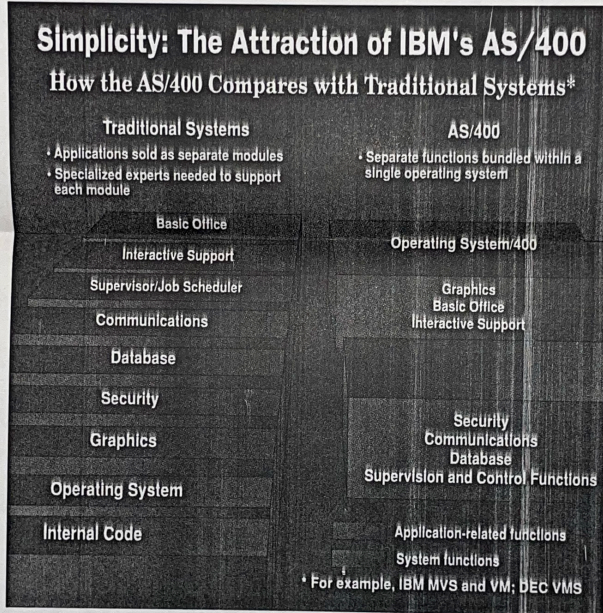 Simplicity: The Attraction of IBM's AS/400
How the AS/400 Compares with Traditional Systems*
Traditional Systems
• Applications sold as separate modules
• Specialized experts needed to support
each module
AS/400
• Separate functions bundled within a
single operating system
Basic Office
Interactive Support
Supervisor/Job Scheduler
Communications
Database
Security
Graphics
Operating System
Internal Code
Operating System/400
Graphics
Basic Office
Interactive Support
Security
Communications
Database
Supervision and Control Functions
Application-related functions
System functions
* For example, IBM MVS and VM; DEC VMS